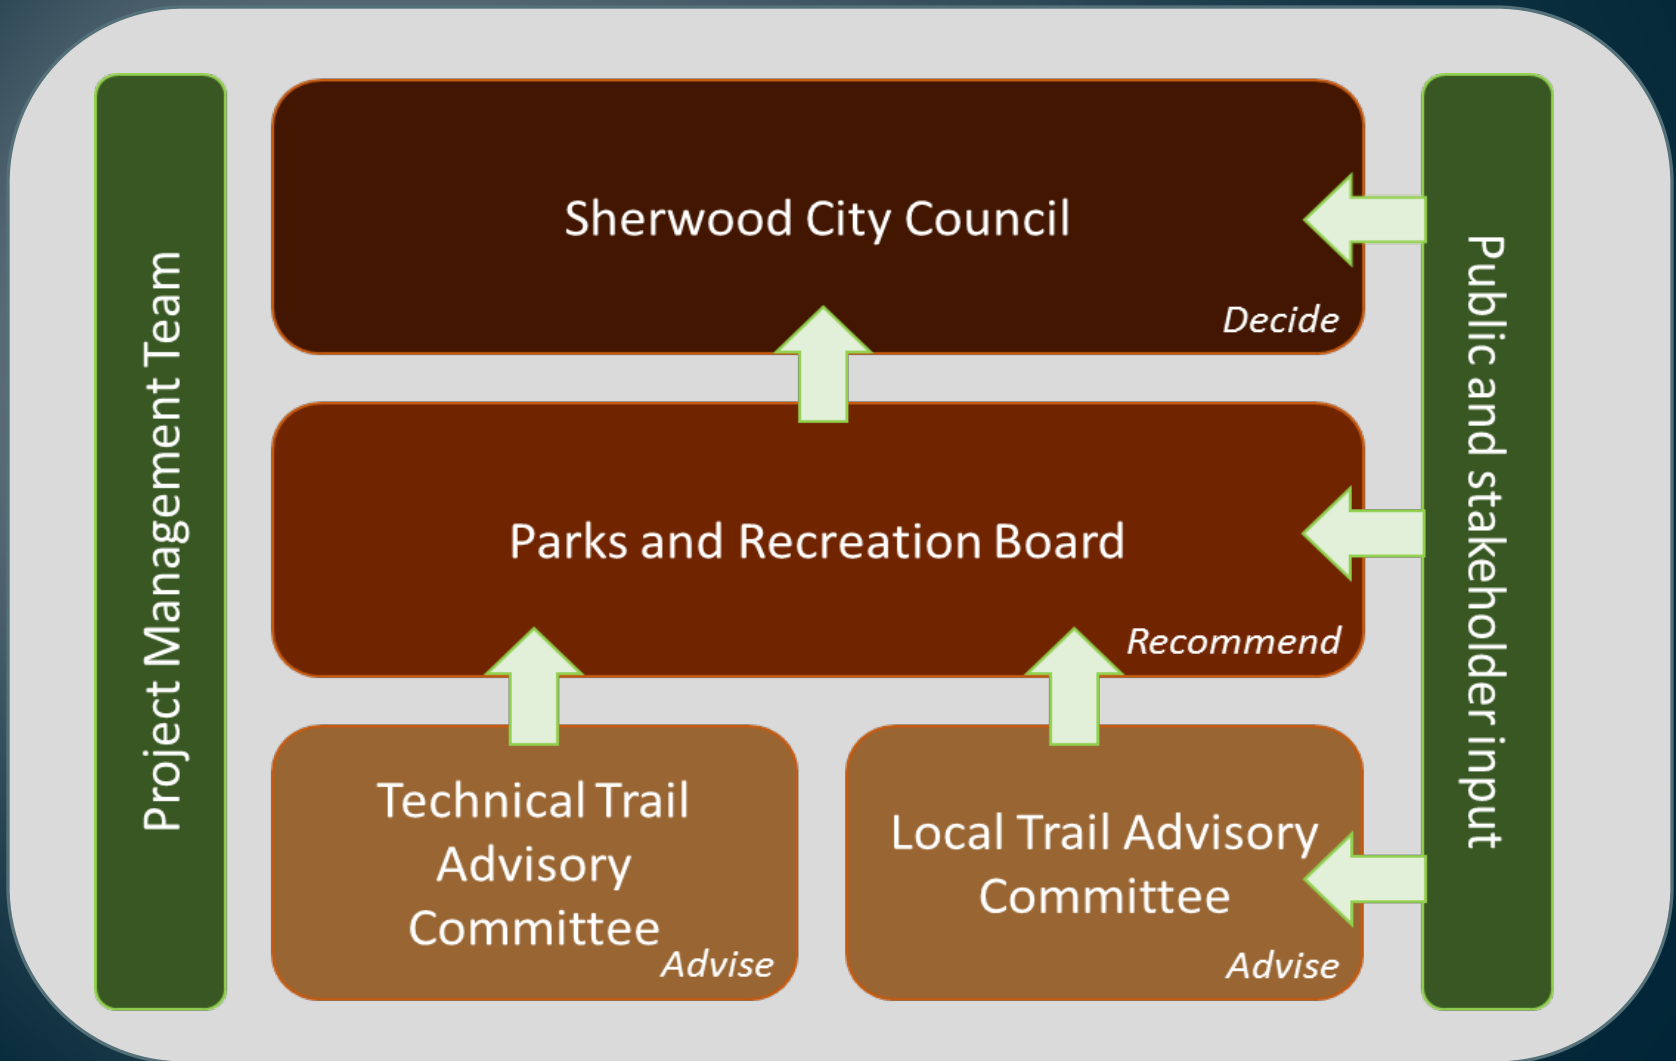 Project Management Team
Sherwood City Council
Decide
Parks and Recreation Board
Recommend
Technical Trail
Advisory
Committee
Advise
Local Trail Advisory
Committee
Advise
Public and stakeholder input